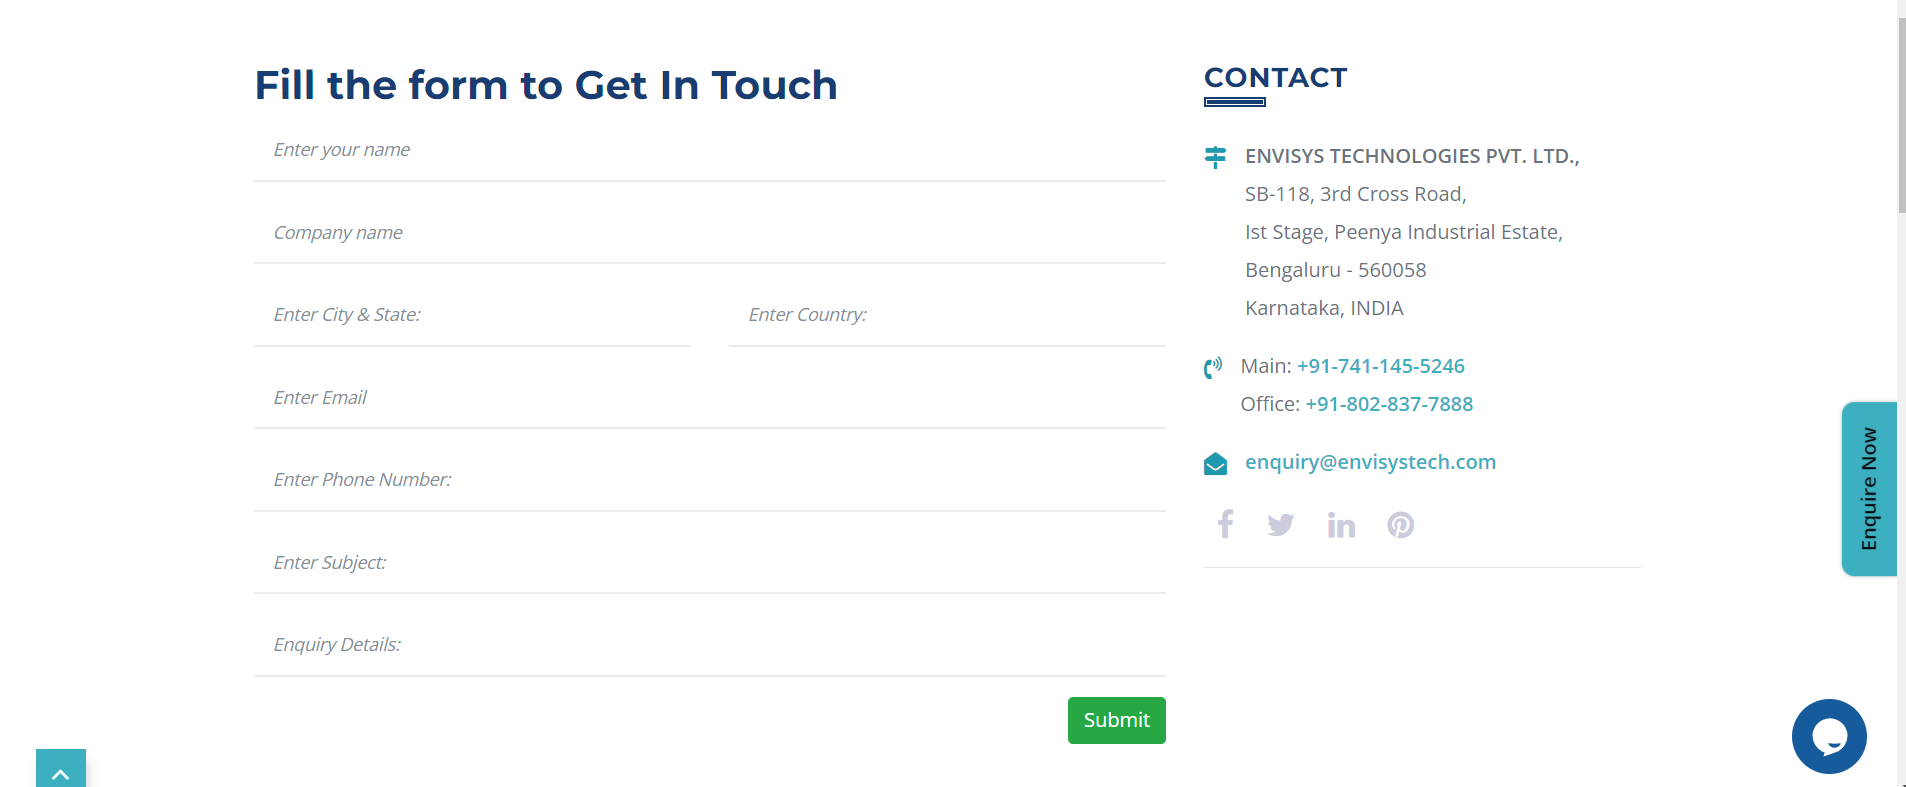 Fill the form to Get In Touch
Enter your name
Company name
Enter City & State:
Enter Country:
Enter Email
Enter Phone Number:
Enter Subject:
Enquiry Details:
Submit
CONTACT
ENVISYS TECHNOLOGIES PVT. LTD.,
SB-118, 3rd Cross Road,
Ist Stage, Peenya Industrial Estate,
Bengaluru - 560058
Karnataka, INDIA
Main: +91-741-145-5246
Office: +91-802-837-7888
enquiry@envisystech.com
Enquire Now